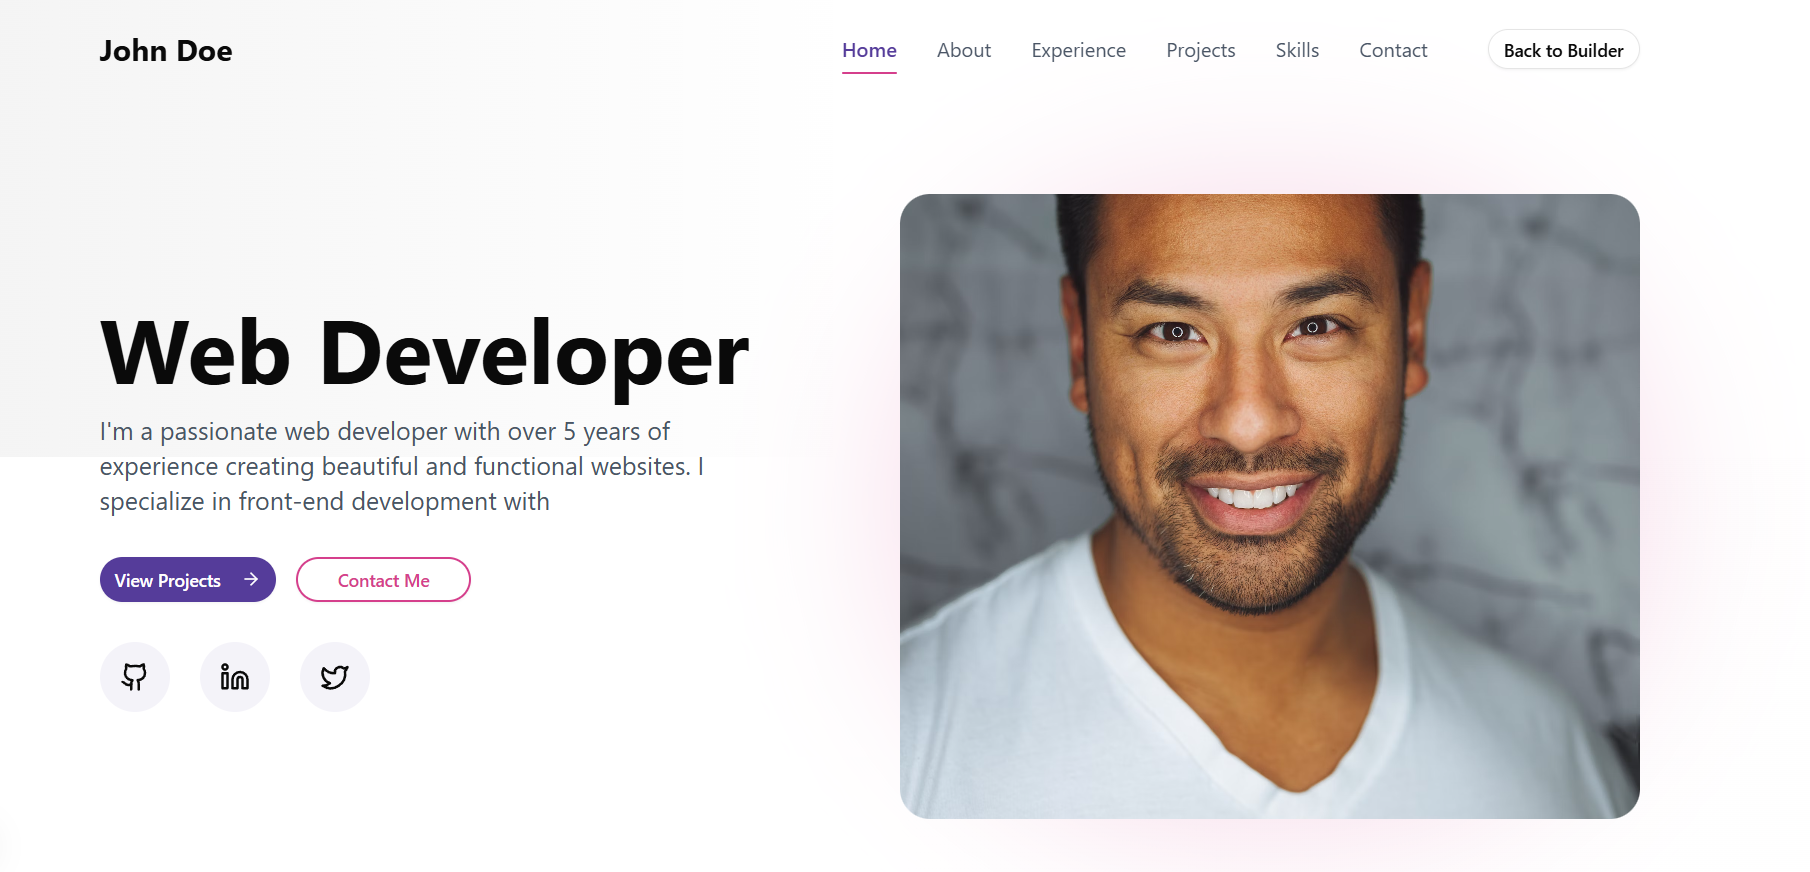 John Doe
Home About Experience Projects Skills Contact Back to Builder
Web Developer
I'm a passionate web developer with over 5 years of
experience creating beautiful and functional websites. I
specialize in front-end development with
View Projects Contact Me